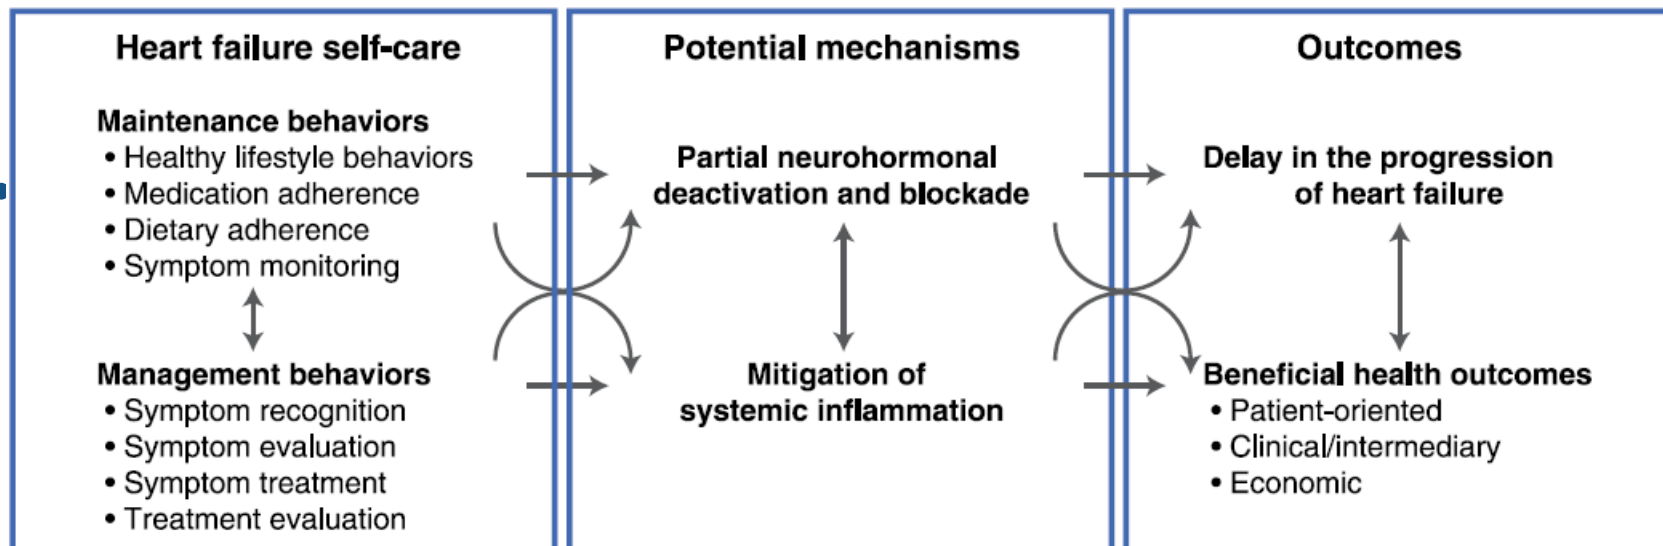 Heart failure self-care
Maintenance behaviors
• Healthy lifestyle behaviors
• Medication adherence
• Dietary adherence
• Symptom monitoring
Management behaviors
• Symptom recognition
• Symptom evaluation
• Symptom treatment
• Treatment evaluation
Potential mechanisms
Partial neurohormonal
deactivation and blockade
Mitigation of
systemic inflammation
Outcomes
Delay in the progression
of heart failure
Beneficial health outcomes
• Patient-oriented
• Clinical/intermediary
• Economic